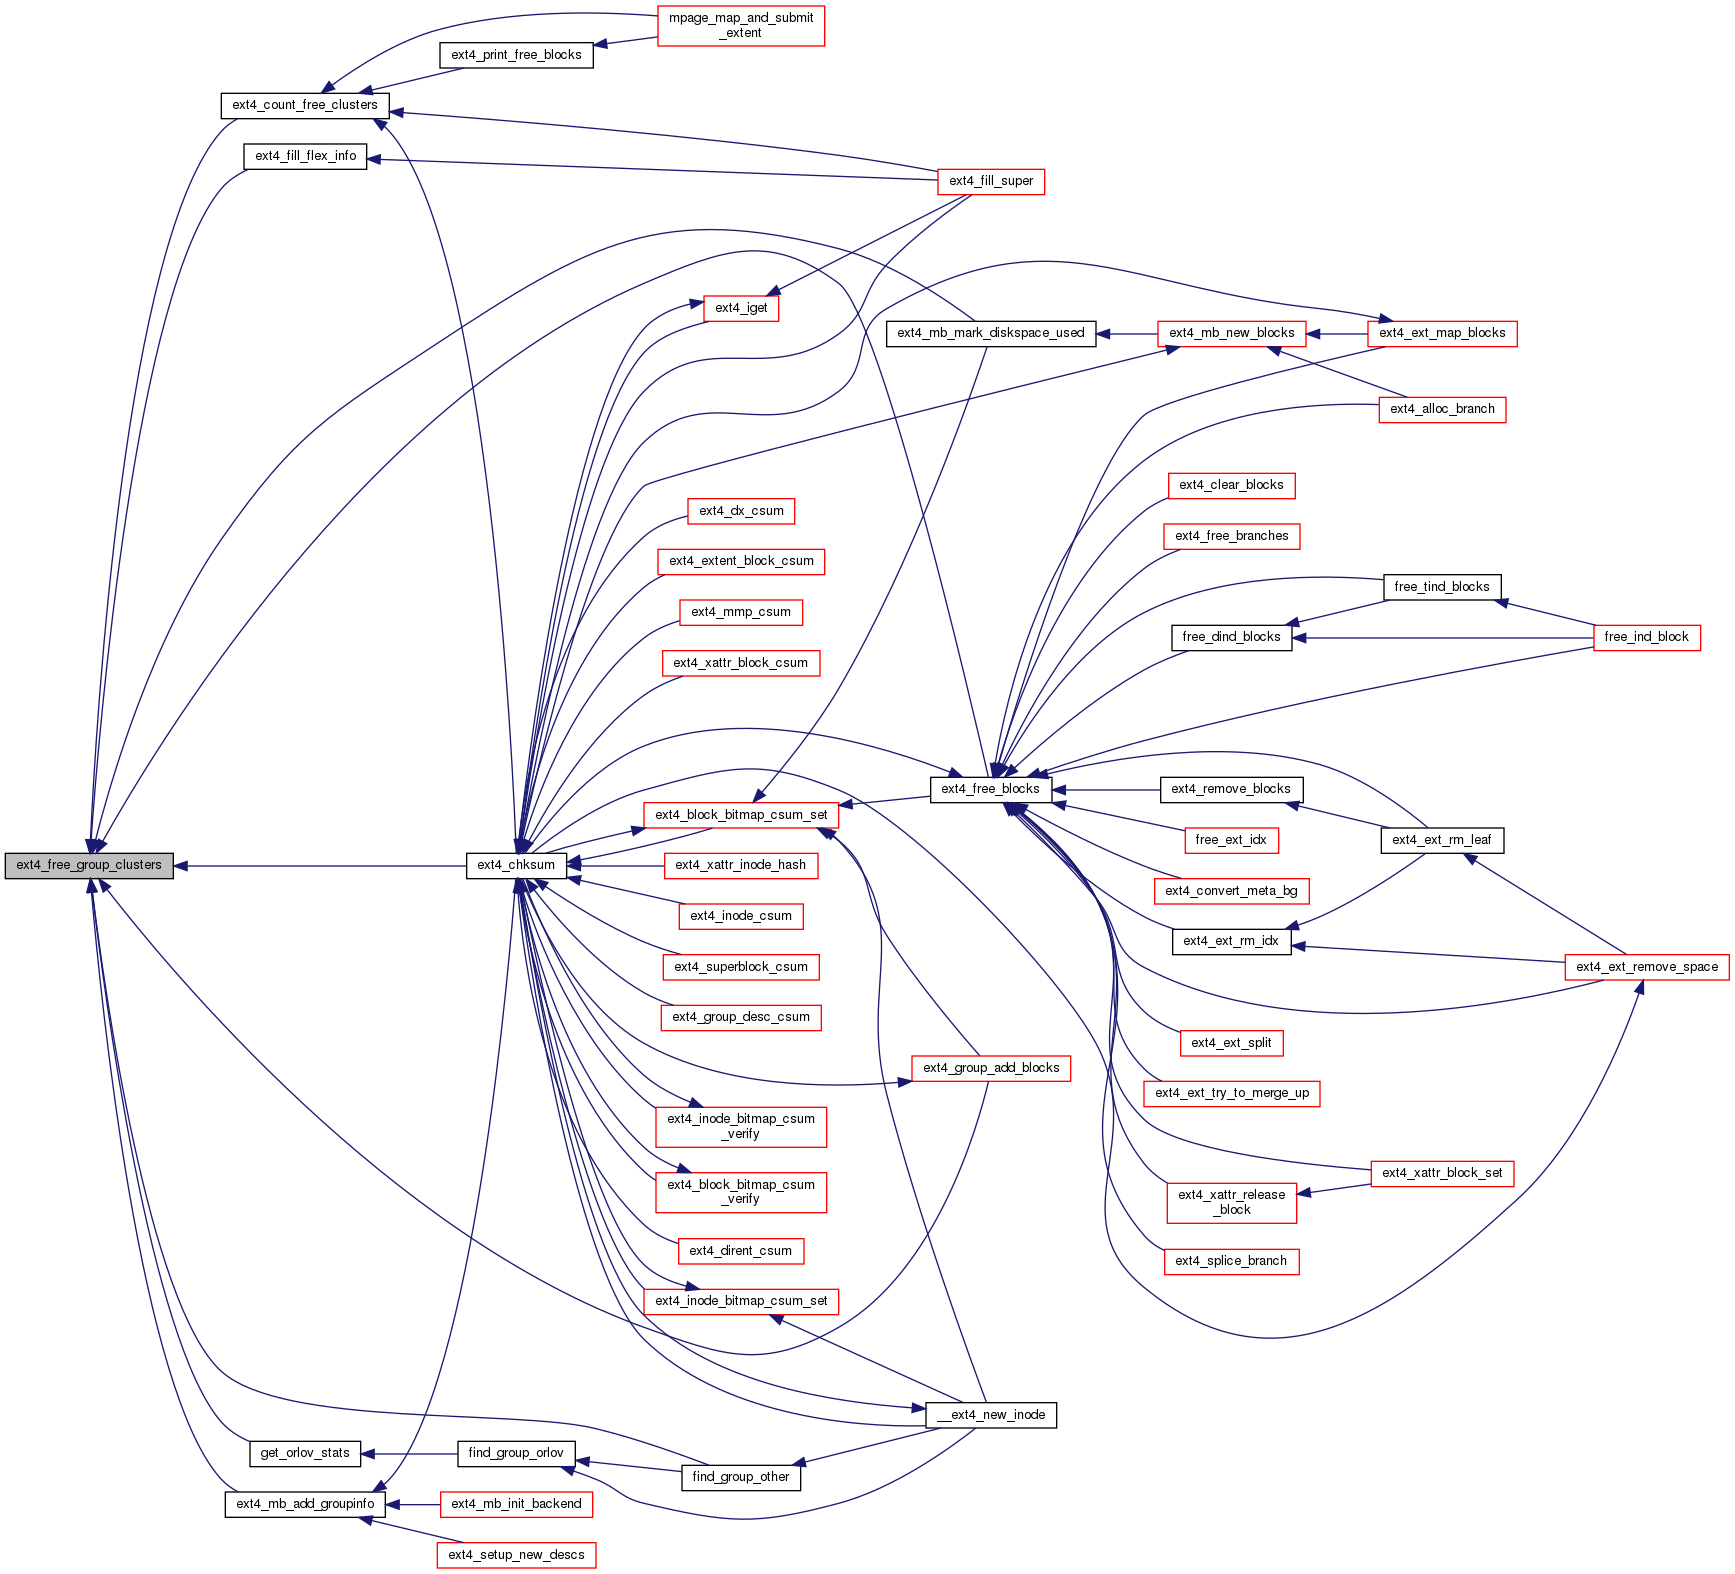 mpage_map_and_submit
_extent
ext4_print_free_blocks
ext4_count_free_clusters
ext4_fill_flex_info
ext4_fill_super
ext4_iget
ext4_mb_mark_diskspace_used
ext4_mb_new_blocks
ext4_ext_map_blocks
ext4_alloc_branch
ext4_clear_blocks
ext4_dx_csum
ext4_free_branches
ext4_extent_block_csum
free_tind_blocks
ext4_mmp_csum
free_dind_blocks
free_ind_block
ext4_xattr_block_csum
ext4_free_blocks
ext4_remove_blocks
ext4_block_bitmap_csum_set
free_ext_idx
ext4_ext_rm_leaf
ext4_free_group_clusters
ext4_chksum
ext4_xattr_inode_hash
ext4_convert_meta_bg
ext4_inode_csum
ext4_ext_rm_idx
ext4_superblock_csum
ext4_ext_remove_space
ext4_group_desc_csum
ext4_ext_split
ext4_group_add_blocks
ext4_ext_try_to_merge_up
ext4_inode_bitmap_csum
_verify
ext4_block_bitmap_csum
_verify
ext4_xattr_block_set
ext4_xattr_release
_block
ext4_dirent_csum
ext4_splice_branch
ext4_inode_bitmap_csum_set
__ext4_new_inode
get_orlov_stats
find_group_orlov
find_group_other
ext4_mb_add_groupinfo
ext4_mb_init_backend
ext4_setup_new_descs